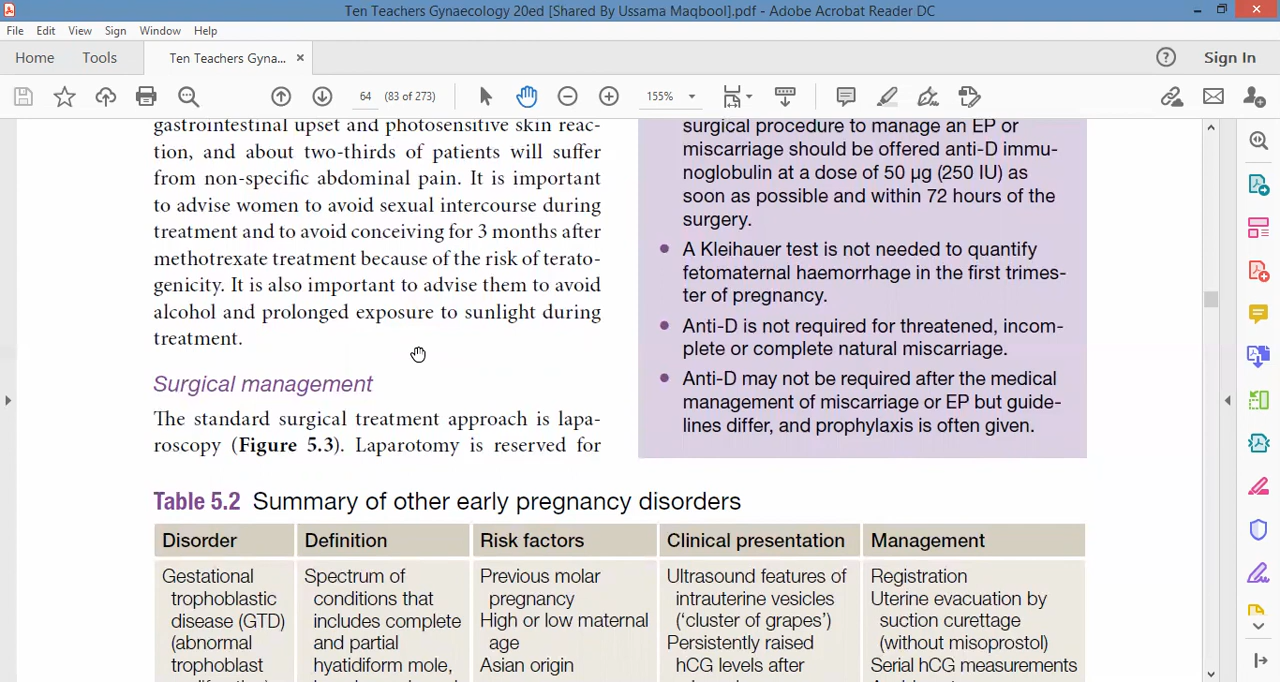 Ten Teachers Gynaecology 20ed [Shared By Ussama Maqbool].pdf - Adobe Acrobat Reader DC
File Edit View Sign Window Help
Home Tools Ten Teachers Gyna... × Sign In
64 (83 of 273) 155%
gastrointestinal upset and photosensitive skin reac-
tion, and about two-thirds of patients will suffer
from non-specific abdominal pain. It is important
to advise women to avoid sexual intercourse during
treatment and to avoid conceiving for 3 months after
methotrexate treatment because of the risk of terato-
genicity. It is also important to advise them to avoid
alcohol and prolonged exposure to sunlight during
treatment.
Surgical management
The standard surgical treatment approach is lapa-
roscopy (Figure 5.3). Laparotomy is reserved for
surgical procedure to manage an EP or
miscarriage should be offered anti-D immu-
noglobulin at a dose of 50 µg (250 IU) as
soon as possible and within 72 hours of the
surgery.
• A Kleihauer test is not needed to quantify
fetomaternal haemorrhage in the first trimes-
ter of pregnancy.
• Anti-D is not required for threatened, incom-
plete or complete natural miscarriage.
• Anti-D may not be required after the medical
management of miscarriage or EP but guide-
lines differ, and prophylaxis is often given.
Table 5.2 Summary of other early pregnancy disorders
Disorder Definition Risk factors Clinical presentation Management
Gestational
trophoblastic
disease (GTD)
(abnormal
trophoblast
Spectrum of
conditions that
includes complete
and partial
hyatidiform mole,
Previous molar
pregnancy
High or low maternal
age
Asian origin
Ultrasound features of
intrauterine vesicles
('cluster of grapes')
Persistently raised
hCG levels after
Registration
Uterine evacuation by
suction curettage
(without misoprostol)
Serial hCG measurements